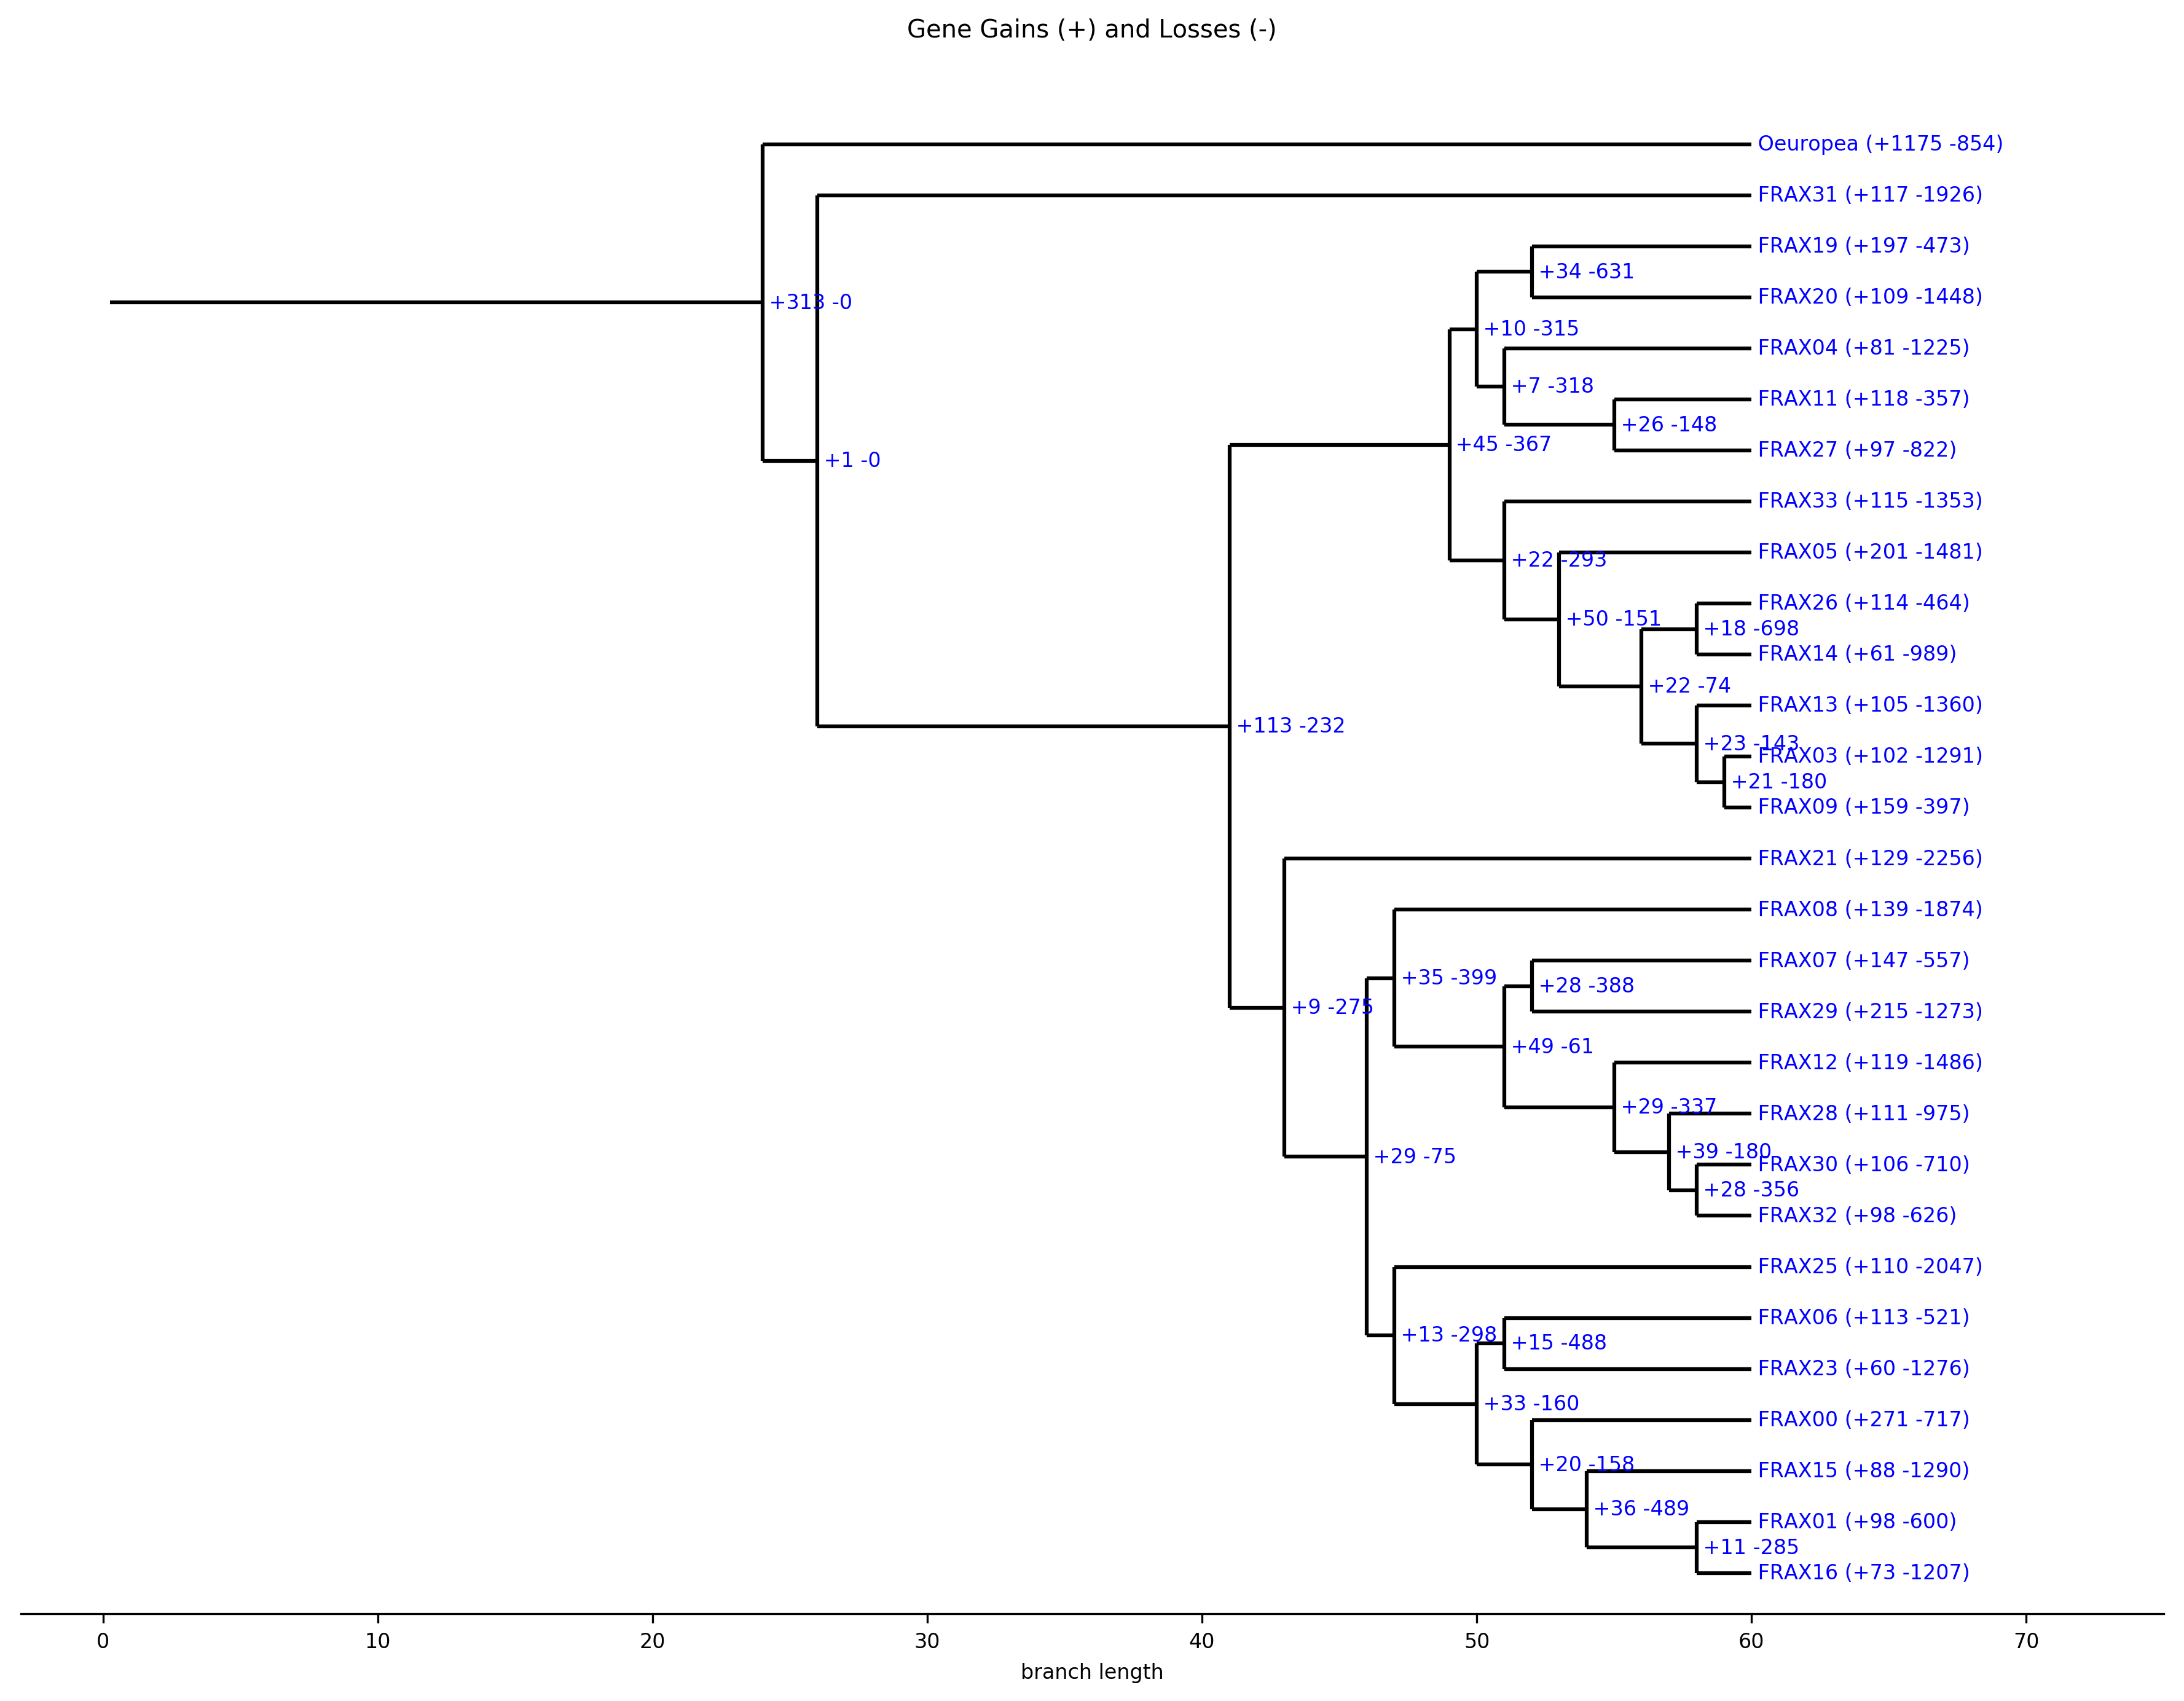 Gene Gains (+) and Losses (-)
Oeuropea (+1175 -854)
FRAX31 (+117 -1926)
FRAX19 (+197 -473)
+34 -631
FRAX20 (+109 -1448)
+313 -0
+10 -315
FRAX04 (+81 -1225)
+7 -318
FRAX11 (+118 -357)
+26 -148
+45 -367
FRAX27 (+97 -822)
+1 -0
FRAX33 (+115 -1353)
FRAX05 (+201 -1481)
+22 -293
FRAX26 (+114 -464)
+50 -151
+18 -698
FRAX14 (+61 -989)
+22 -74
FRAX13 (+105 -1360)
+113 -232
+23 -143
FRAX03 (+102 -1291)
+21 -180
FRAX09 (+159 -397)
FRAX21 (+129 -2256)
FRAX08 (+139 -1874)
FRAX07 (+147 -557)
+35 -399
+28 -388
+9 -275
FRAX29 (+215 -1273)
+49 -61
FRAX12 (+119 -1486)
+29 -337
FRAX28 (+111 -975)
+39 -180
+29 -75
FRAX30 (+106 -710)
+28 -356
FRAX32 (+98 -626)
FRAX25 (+110 -2047)
FRAX06 (+113 -521)
+13 -298
+15 -488
FRAX23 (+60 -1276)
+33 -160
FRAX00 (+271 -717)
+20 -158
FRAX15 (+88 -1290)
+36 -489
FRAX01 (+98 -600)
+11 -285
FRAX16 (+73 -1207)
0 10 20 30 40 50 60 70
branch length